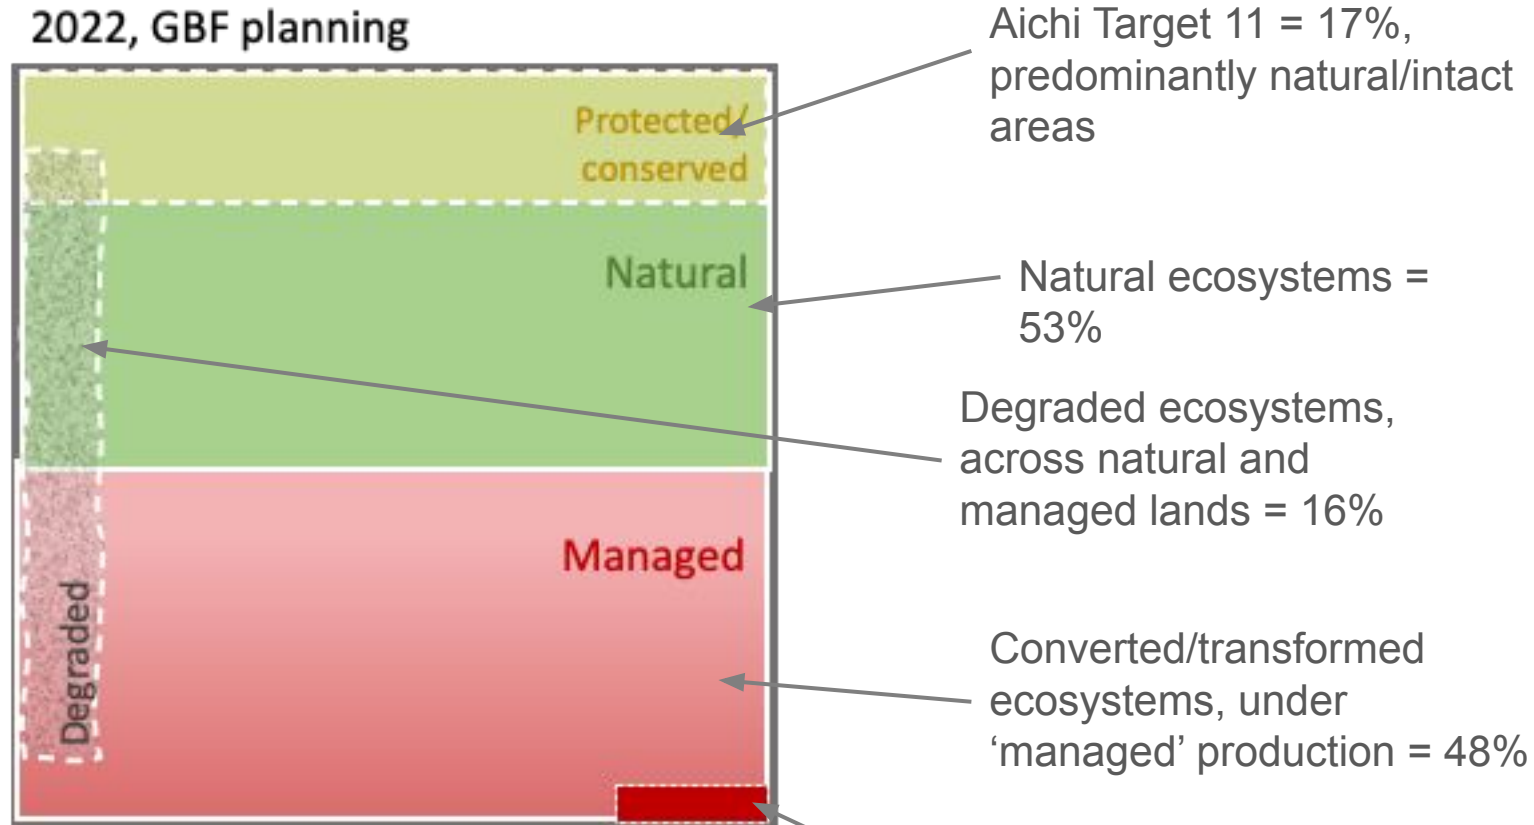 2022, GBF planning
Protected/
conserved
Natural
Managed
Degraded
Aichi Target 11 = 17%,
predominantly natural/intact
areas
Natural ecosystems =
53%
Degraded ecosystems,
across natural and
managed lands = 16%
Converted/transformed
ecosystems, under
‘managed’ production = 48%